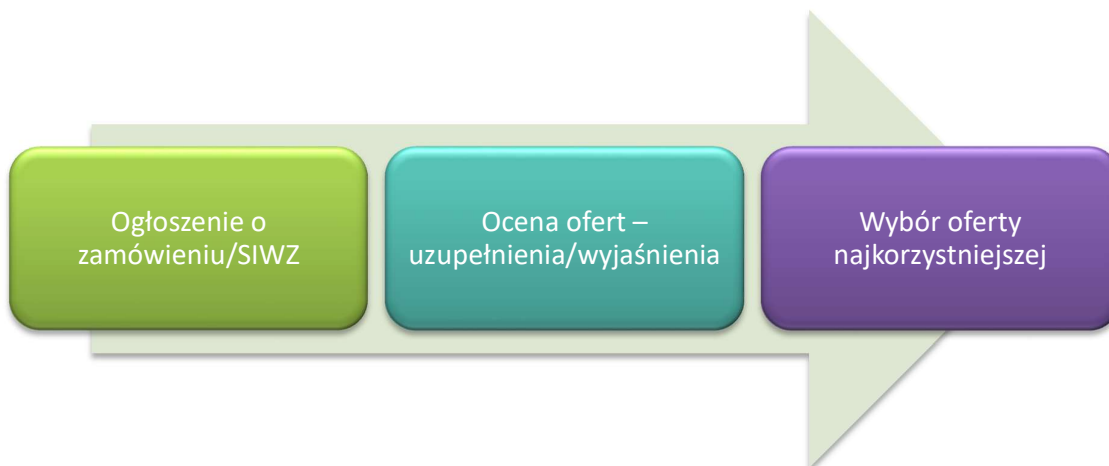 Ogłoszenie o
zamówieniu/SIWZ
Ocena ofert –
uzupełnienia/wyjaśnienia
Wybór oferty
najkorzystniejszej